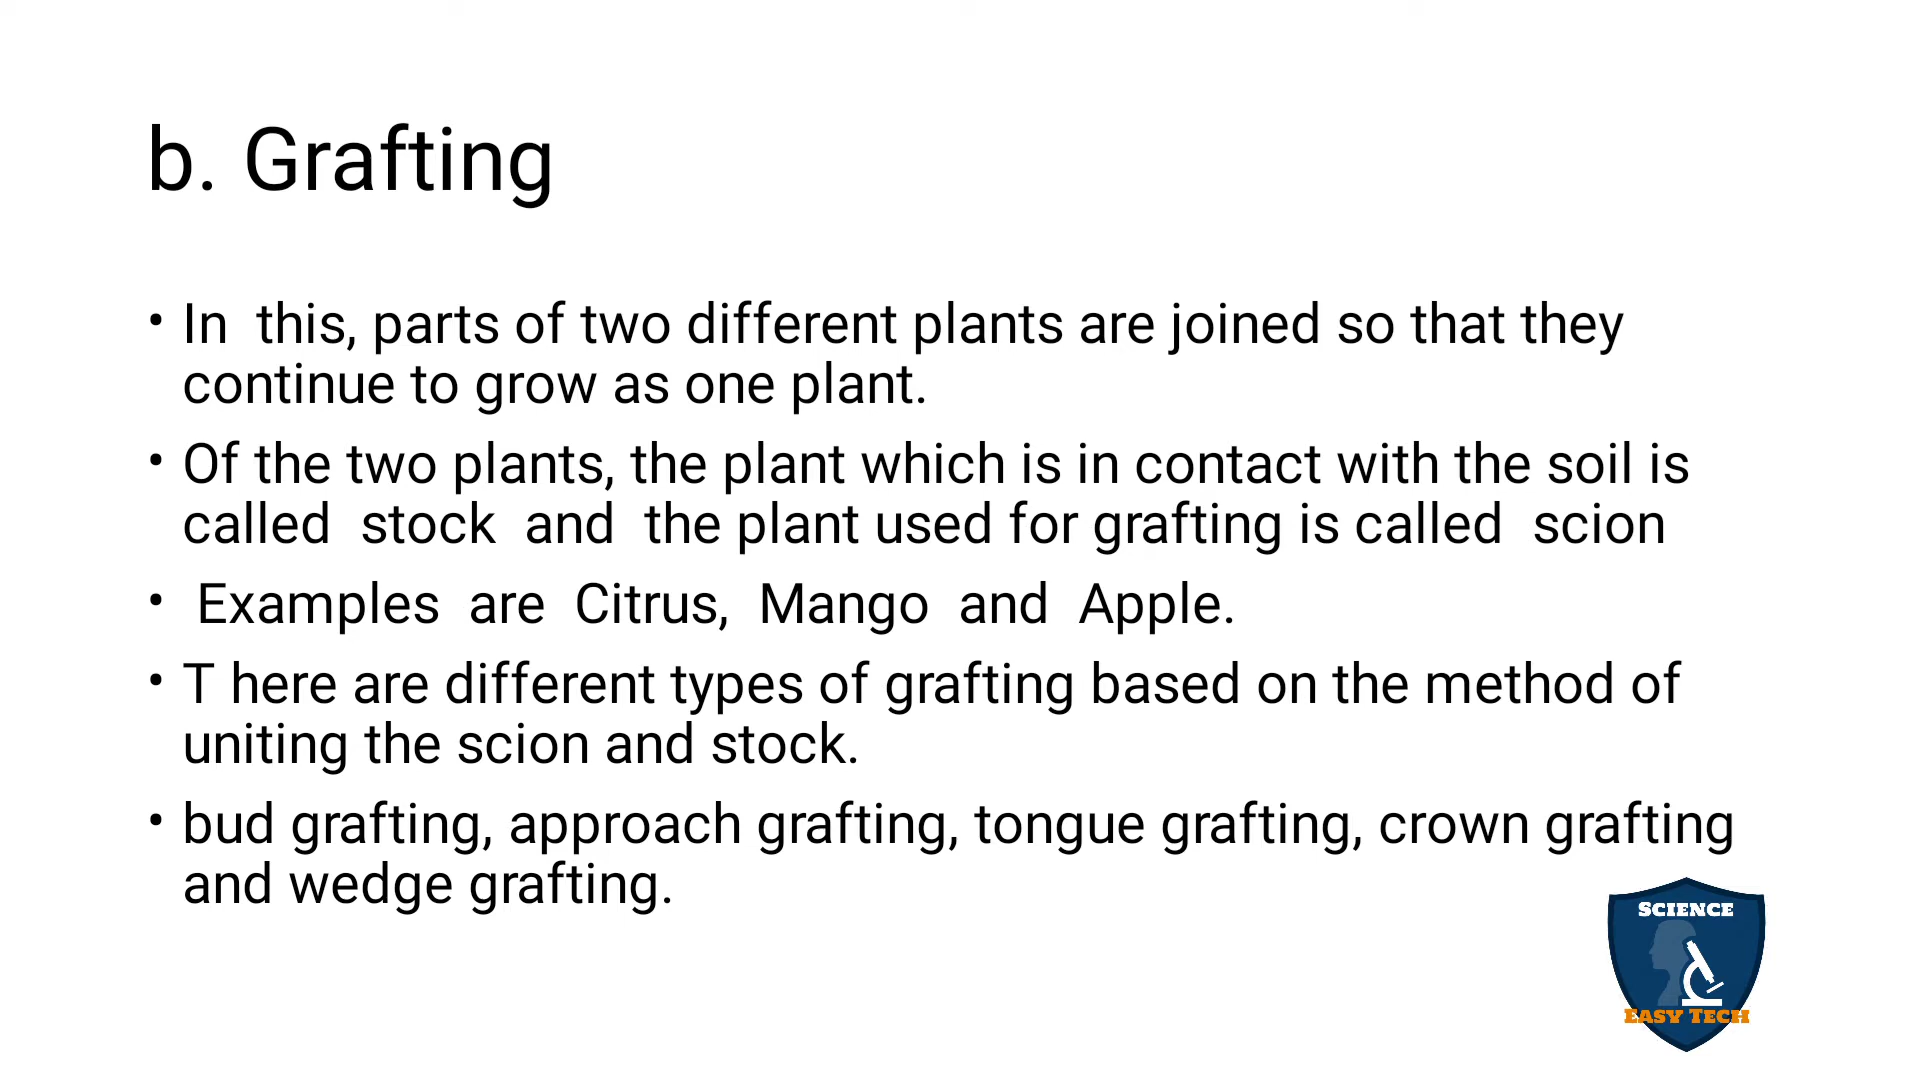 b. Grafting
• In  this, parts of two different plants are joined so that they
continue to grow as one plant.
• Of the two plants, the plant which is in contact with the soil is
called  stock  and  the plant used for grafting is called  scion
•  Examples  are  Citrus,  Mango  and  Apple.
• T here are different types of grafting based on the method of
uniting the scion and stock.
• bud grafting, approach grafting, tongue grafting, crown grafting
and wedge grafting.
SCIENCE
EASY TECH